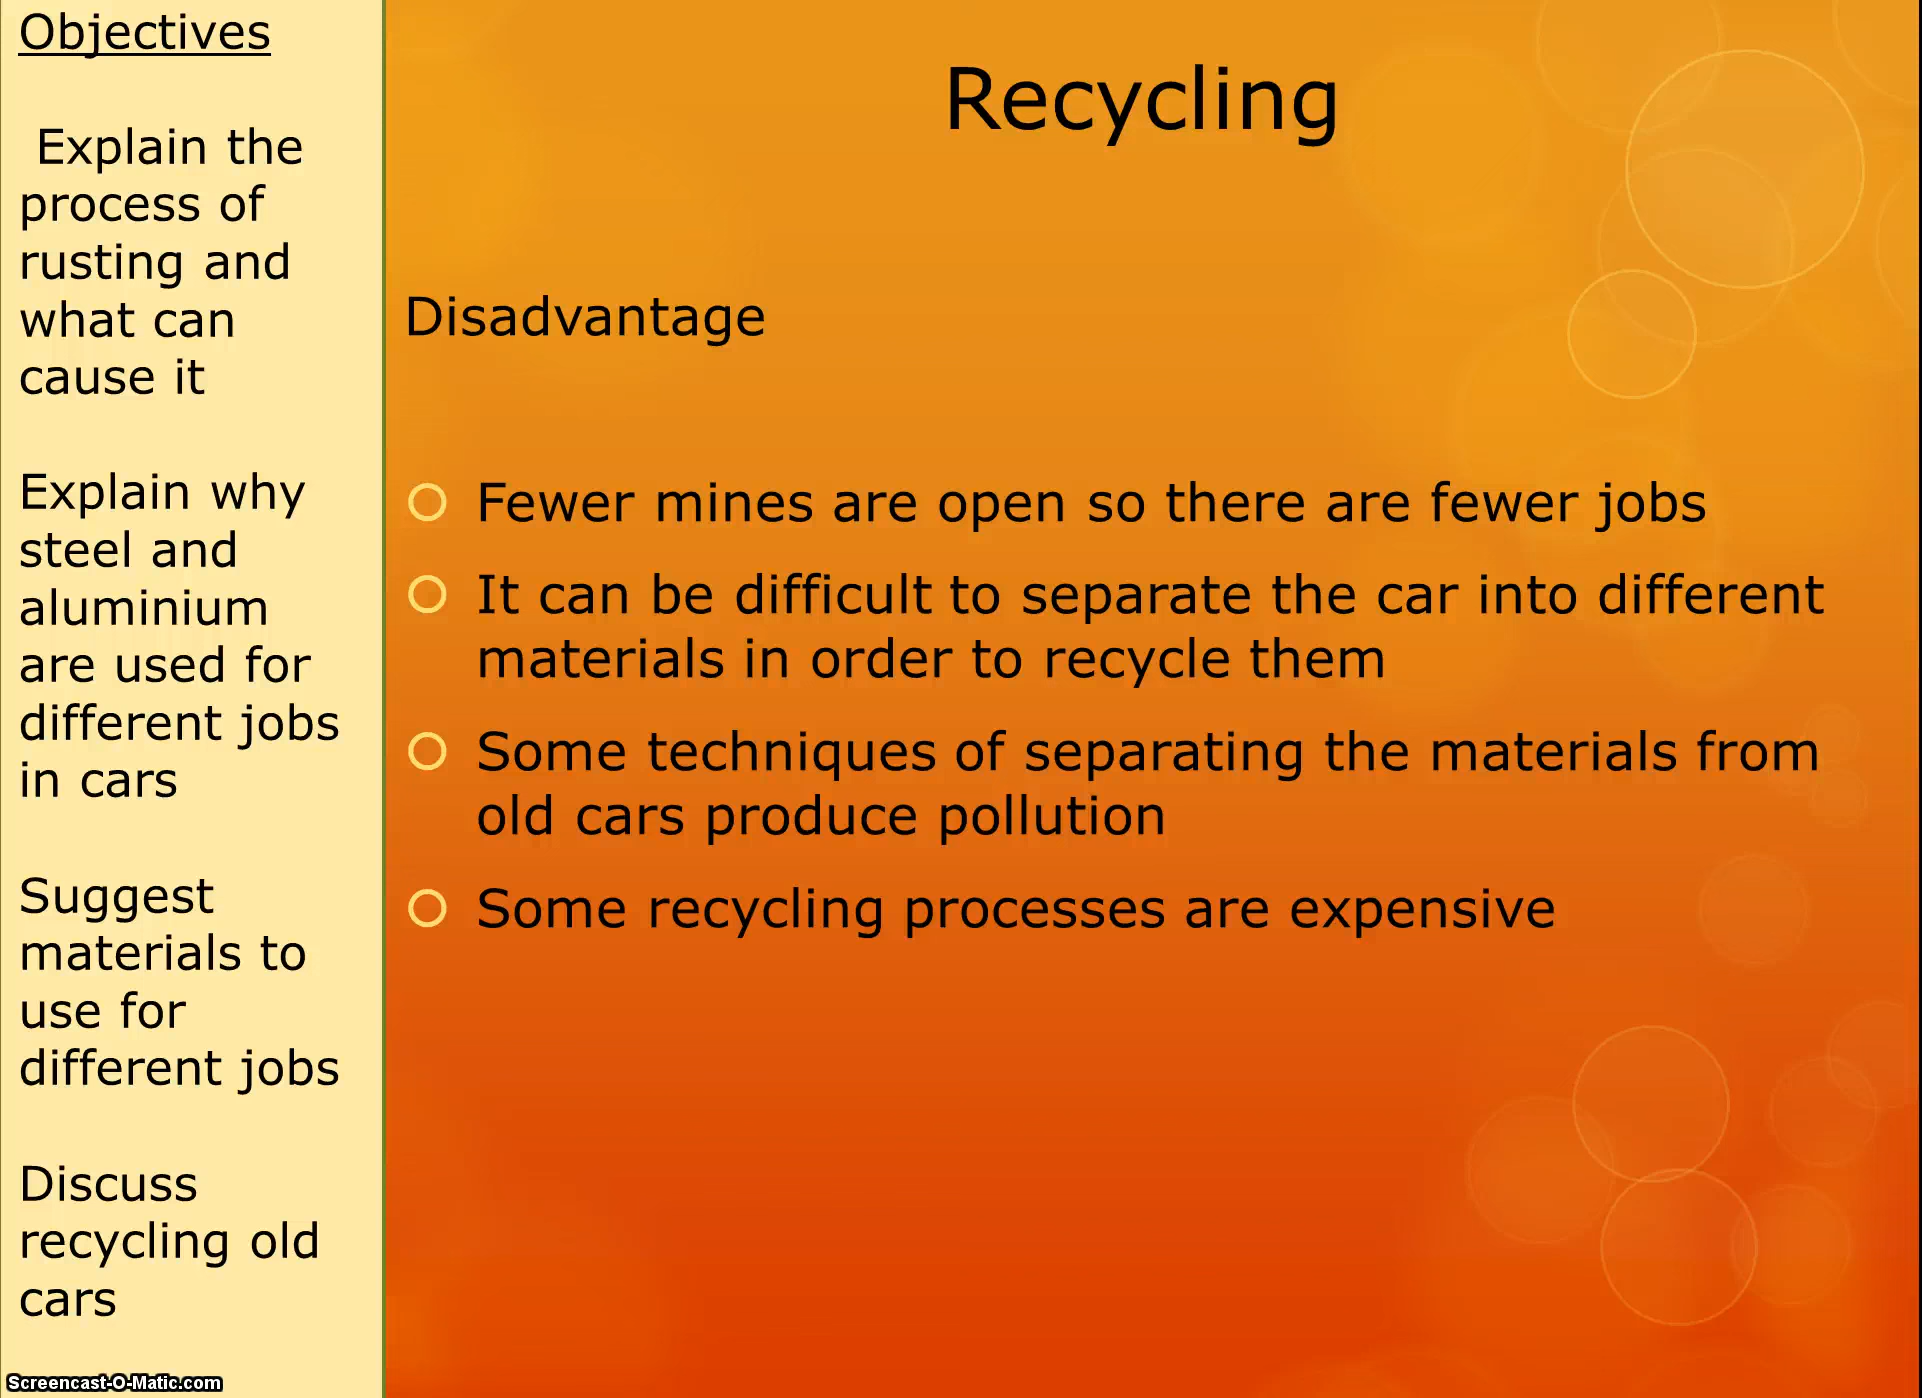 Objectives
Explain the
process of
rusting and
what can
cause it
Explain why
steel and
aluminium
are used for
different jobs
in cars
Suggest
materials to
use for
different jobs
Discuss
recycling old
cars
Recycling
Disadvantage
Fewer mines are open so there are fewer jobs
It can be difficult to separate the car into different
materials in order to recycle them
Some techniques of separating the materials from
old cars produce pollution
Some recycling processes are expensive
Screencast-O-Matic.com